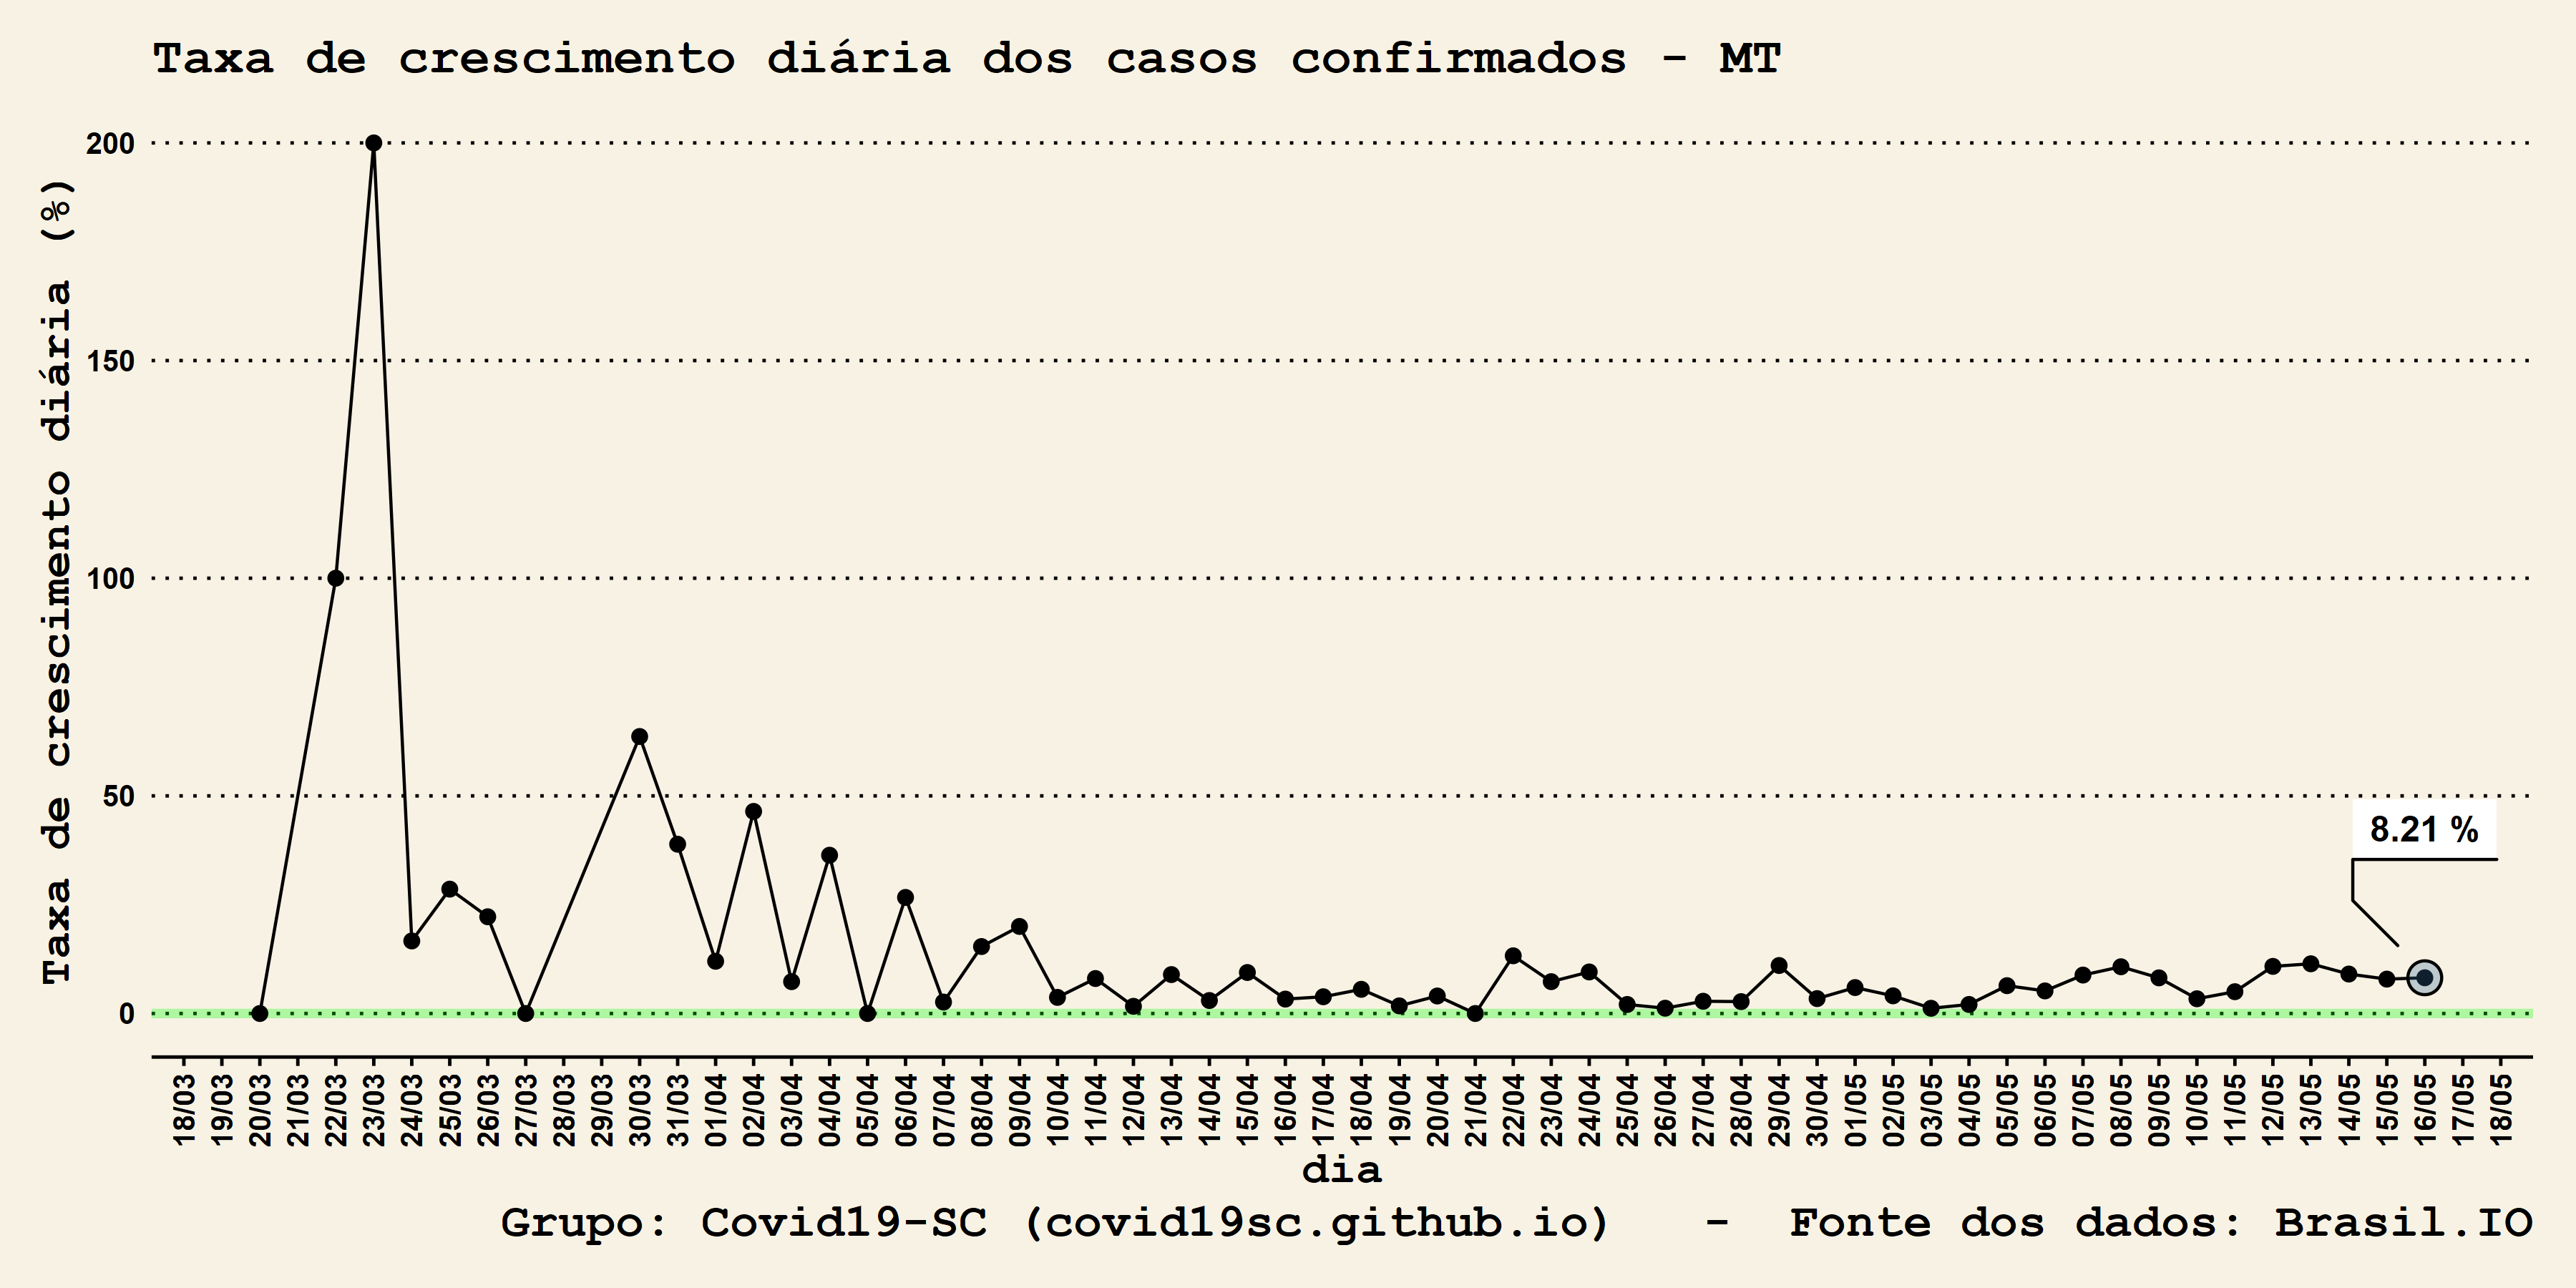 Taxa de crescimento diária dos casos confirmados - MT
Taxa de crescimento diária (%)
200
150
100
50
0
8.21 %
18/03 19/03 20/03 21/03 22/03 23/03 24/03 25/03 26/03 27/03 28/03 29/03 30/03 31/03 01/04 02/04 03/04 04/04 05/04 06/04 07/04 08/04 09/04 10/04 11/04 12/04 13/04 14/04 15/04 16/04 17/04 18/04 19/04 20/04 21/04 22/04 23/04 24/04 25/04 26/04 27/04 28/04 29/04 30/04 01/05 02/05 03/05 04/05 05/05 06/05 07/05 08/05 09/05 10/05 11/05 12/05 13/05 14/05 15/05 16/05 17/05 18/05
dia
Grupo: Covid19-SC (covid19sc.github.io) - Fonte dos dados: Brasil.IO